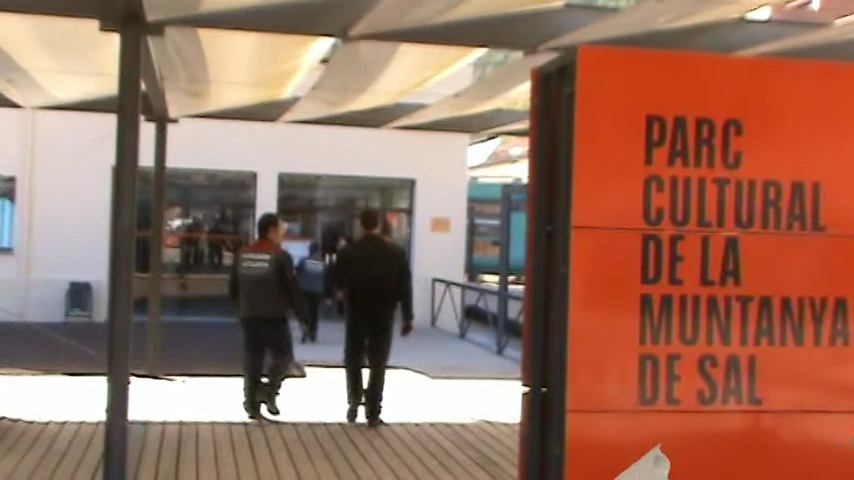 PARC
CULTURAL
DE LA
MUNTANYA
DE SAL